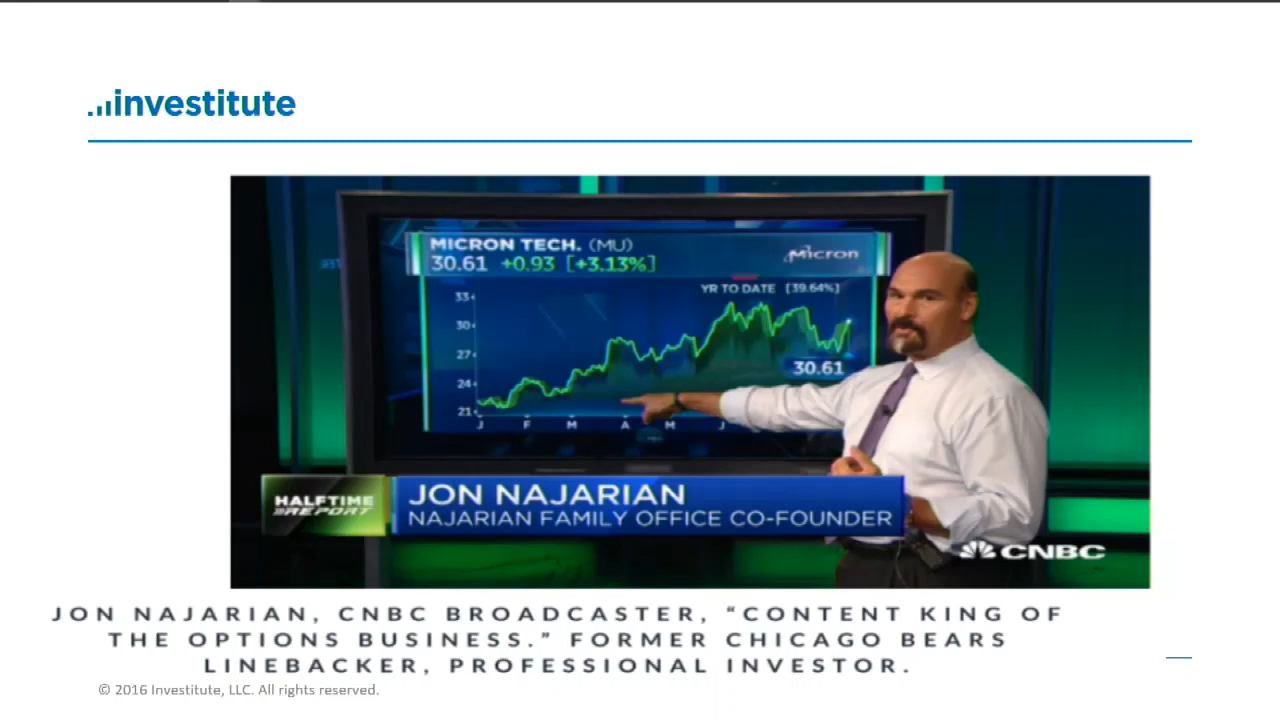 investitute
MICRON TECH. (MU)
30.61 +0.93 [+3.13%]
Micron
YR TO DATE [39.64%]
33
30
27
24
21
30.61
J F M A M J
HALFTIME
REPORT
JON NAJARIAN
NAJARIAN FAMILY OFFICE CO-FOUNDER
CNBC
JON NAJARIAN, CNBC BROADCASTER, “CONTENT KING OF
THE OPTIONS BUSINESS.” FORMER CHICAGO BEARS
LINEBACKER, PROFESSIONAL INVESTOR.
© 2016 Investitute, LLC. All rights reserved.